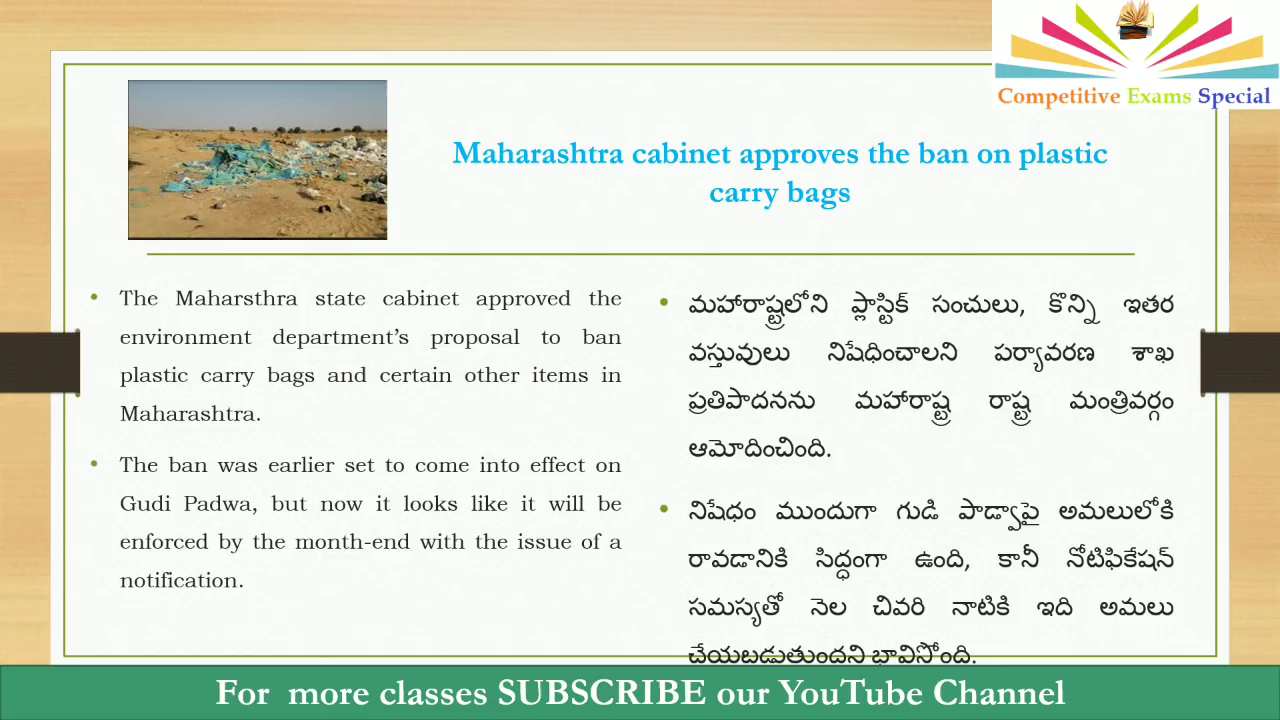 Competitive Exams Special
Maharashtra cabinet approves the ban on plastic
carry bags
• The Maharsthra state cabinet approved the
environment department's proposal to ban
plastic carry bags and certain other items in
Maharashtra.
• The ban was earlier set to come into effect on
Gudi Padwa, but now it looks like it will be
enforced by the month-end with the issue of a
notification.
• మహారాష్ట్రలోని ప్లాస్టిక్ సంచులు, కొన్ని ఇతర
వస్తువులు నిషేధించాలని పర్యావరణ శాఖ
ప్రతిపాదనను మహారాష్ట్ర రాష్ట్ర మంత్రివర్గం
ఆమోదించింది.
• నిషేధం ముందుగా గుడి పాడ్వాపై అమలులోకి
రావడానికి సిద్ధంగా ఉంది, కానీ నోటిఫికేషన్
సమస్యతో నెల చివరి నాటికి ఇది అమలు
చేయబడుతుందని భావిస్తోంది.
For more classes SUBSCRIBE our YouTube Channel